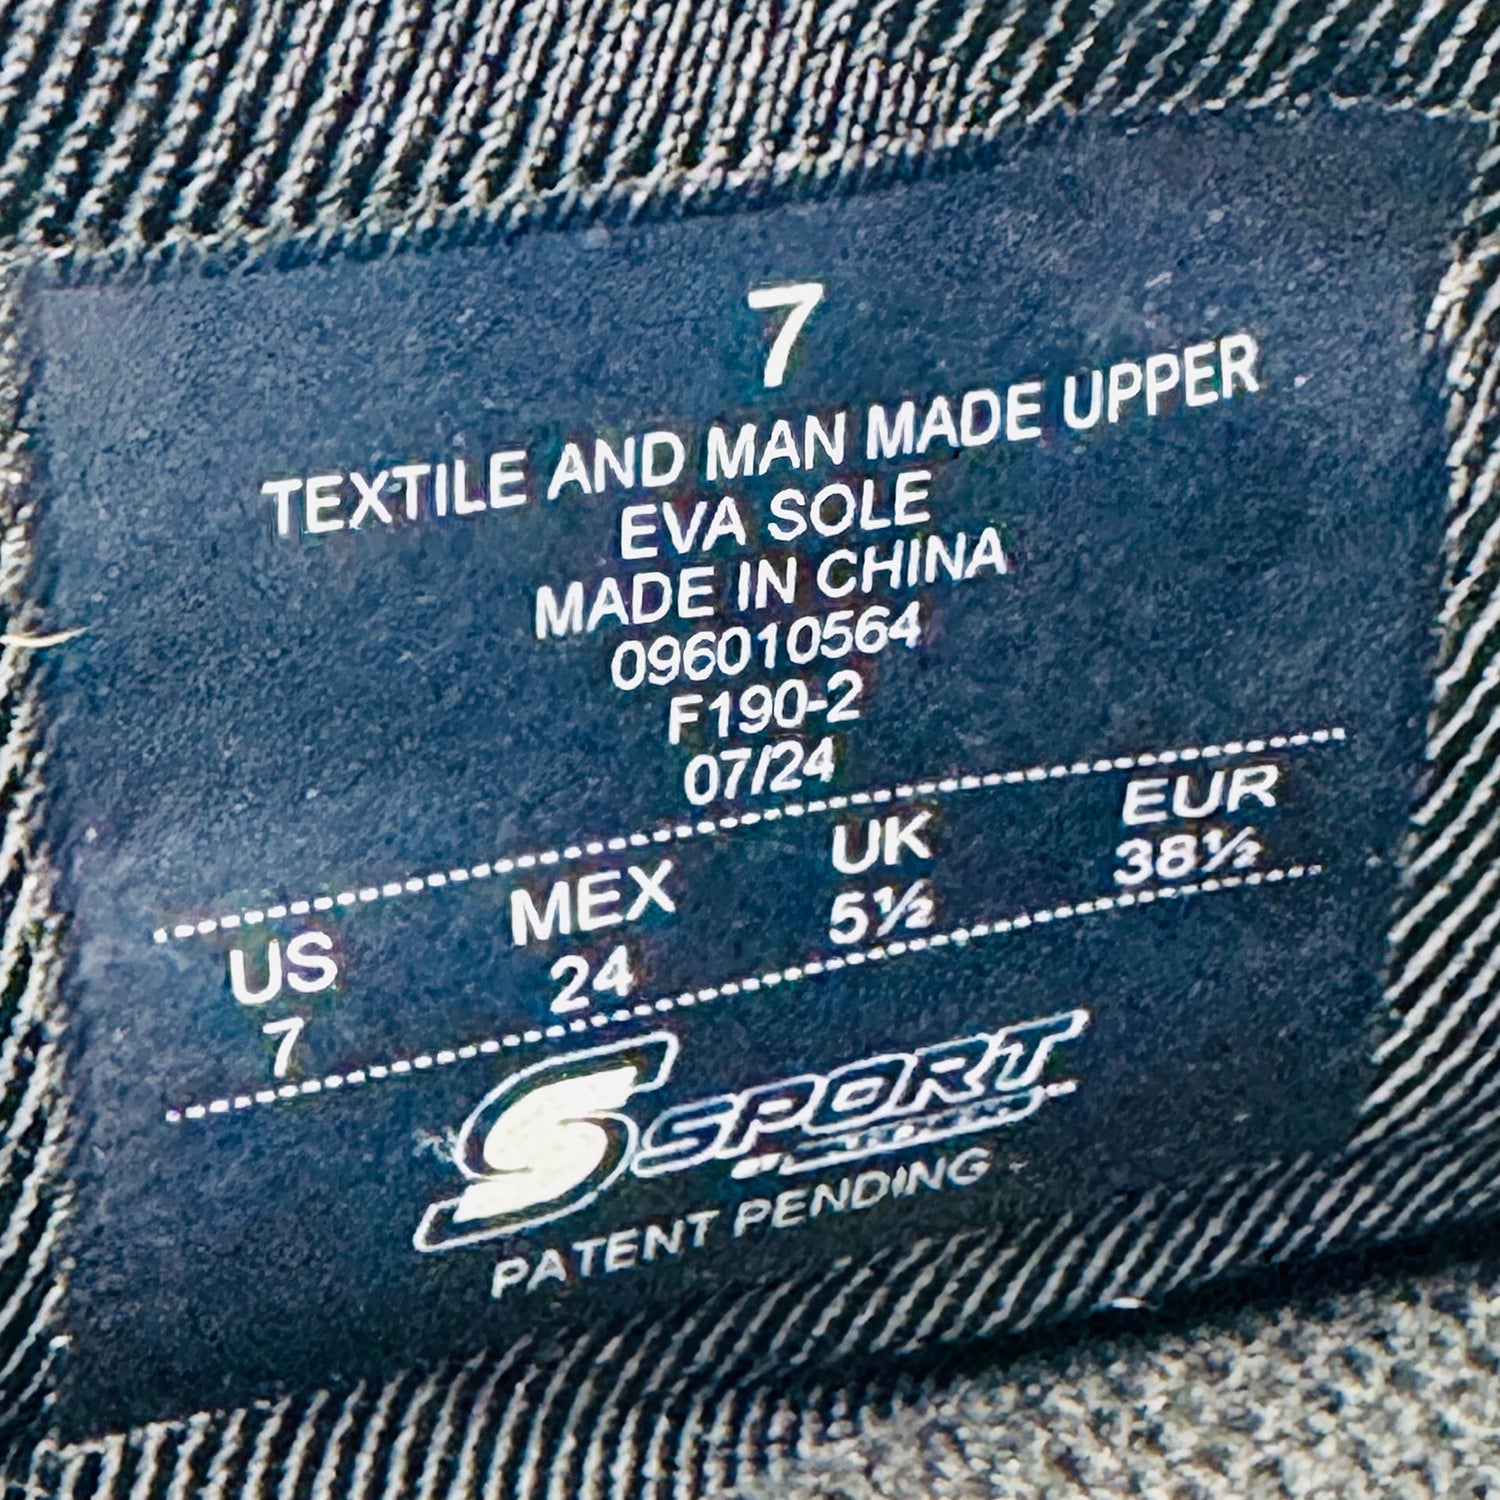 7
TEXTILE AND MAN MADE UPPER
EVA SOLE
MADE IN CHINA
096010564
F190-2
07/24
US MEX UK EUR
7 24 5½ 38½
S SPORT
PATENT PENDING